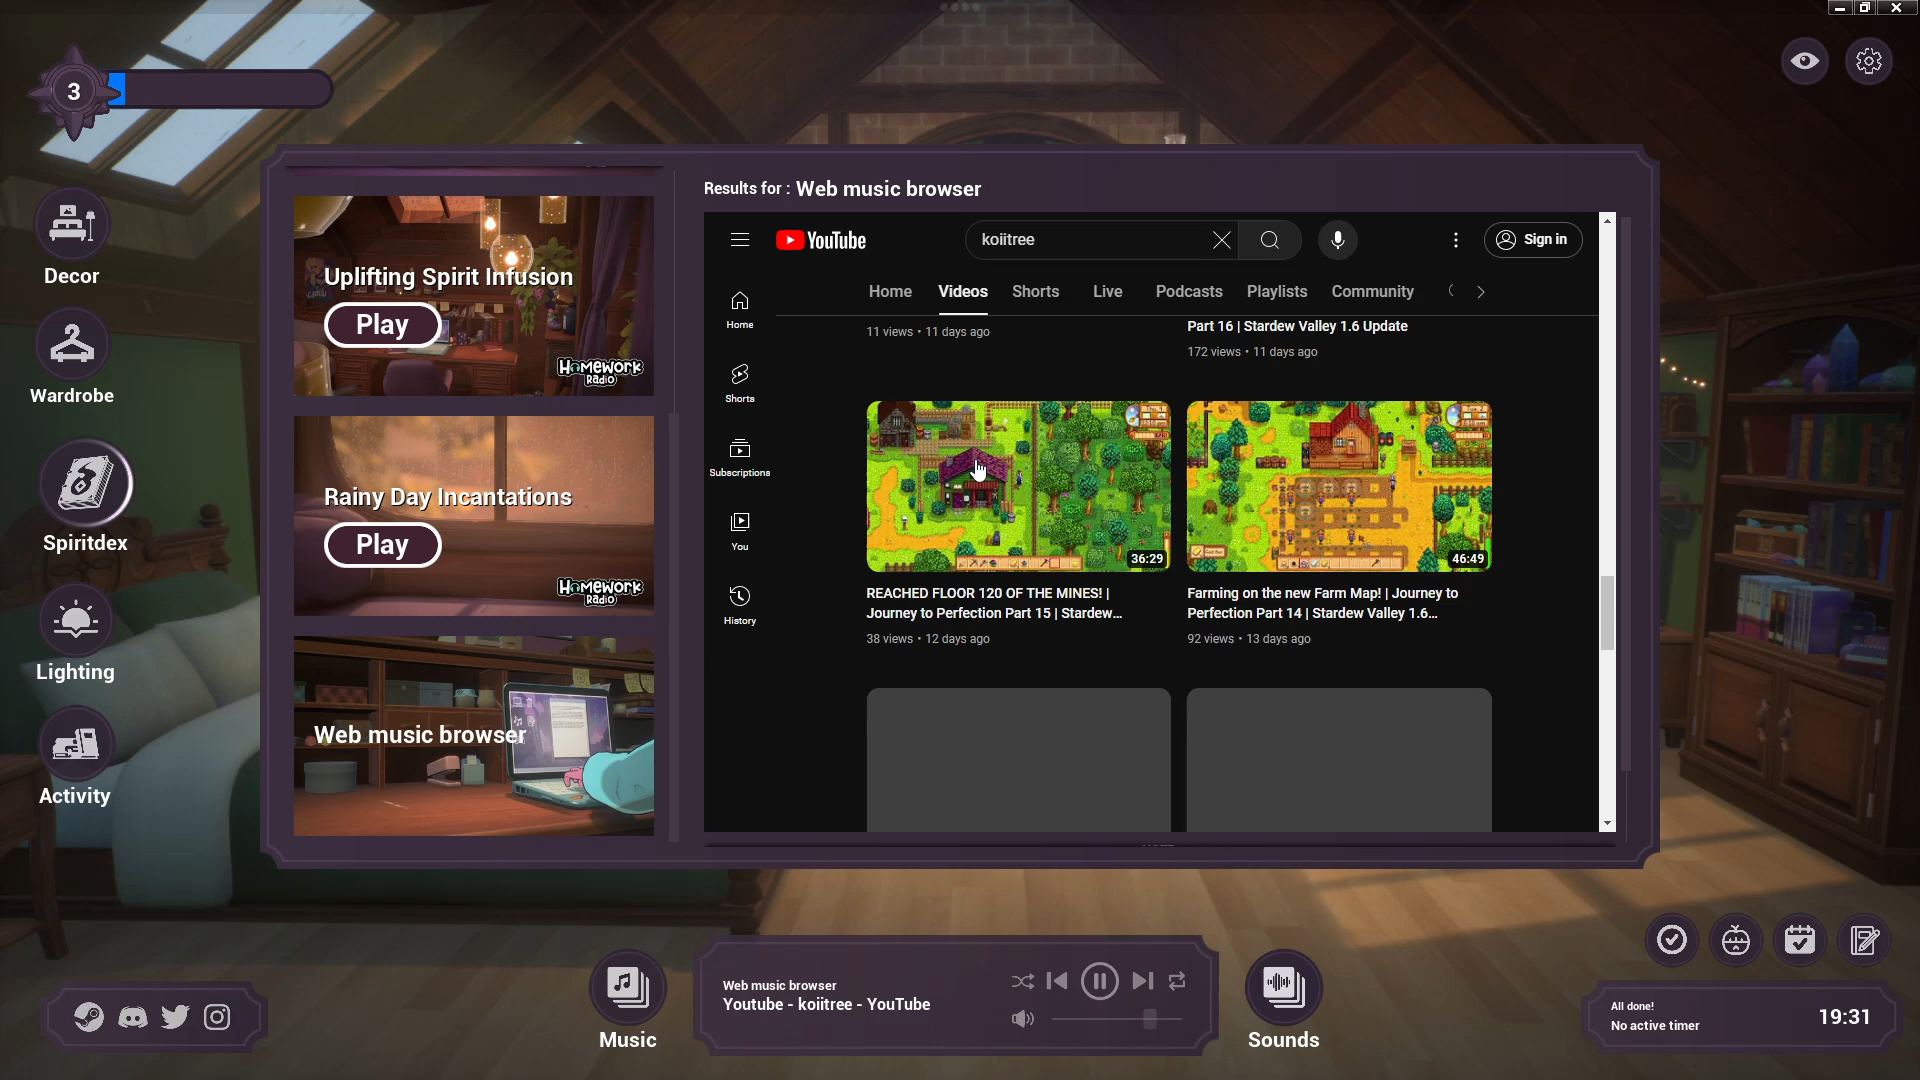 3
Decor
Wardrobe
Spiritdex
Lighting
Activity
Uplifting Spirit Infusion
Play
HOMEWORK
RADIO
Rainy Day Incantations
Play
HOMEWORK
RADIO
Web music browser
Results for : Web music browser
YouTube
koiitree
Sign in
Home
Videos
Shorts
Live
Podcasts
Playlists
Community
Home
Shorts
Subscriptions
You
History
11 views • 11 days ago
Part 16 | Stardew Valley 1.6 Update
172 views • 11 days ago
36:29
REACHED FLOOR 120 OF THE MINES! |
Journey to Perfection Part 15 | Stardew...
38 views • 12 days ago
46:49
Farming on the new Farm Map! | Journey to
Perfection Part 14 | Stardew Valley 1.6...
92 views • 13 days ago
Music
Web music browser
Youtube - koiitree - YouTube
Sounds
All done!
No active timer
19:31